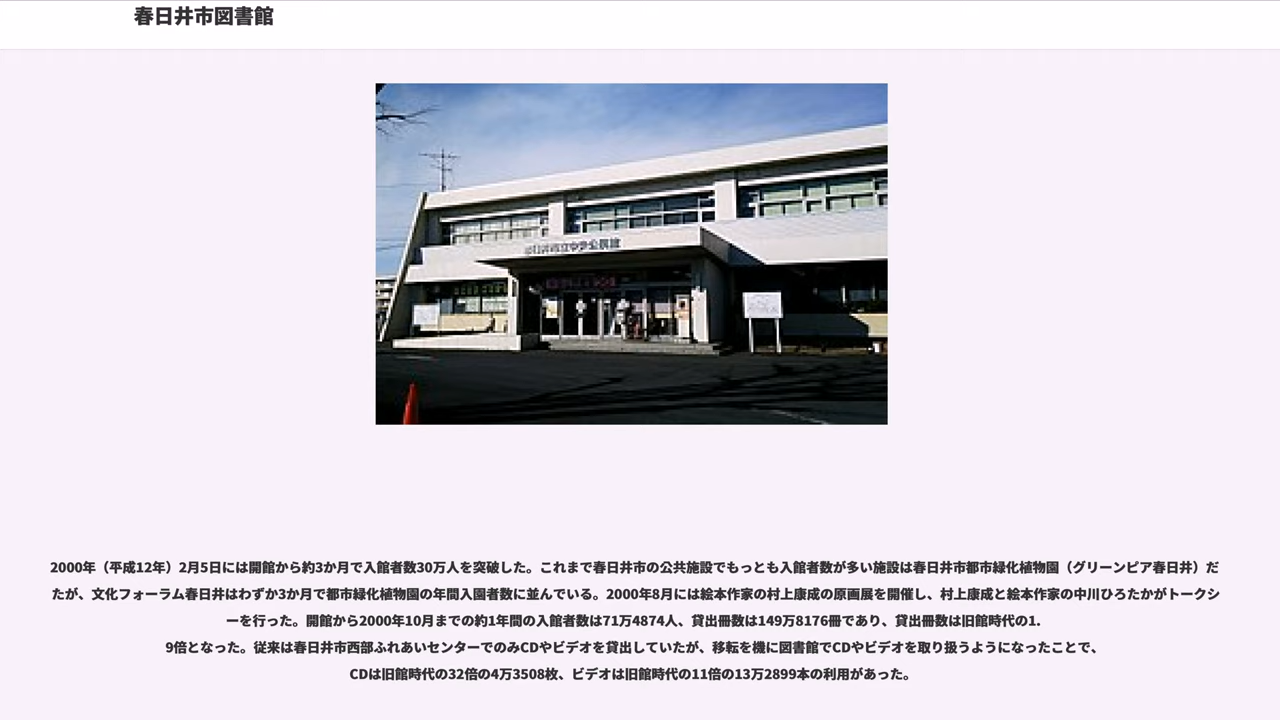 春日井市図書館
2000年（平成12年）2月5日には開館から約3か月で入館者数30万人を突破した。これまで春日井市の公共施設でもっとも入館者数が多い施設は春日井市都市緑化植物園（グリーンピア春日井）だ
たが、文化フォーラム春日井はわずか3か月で都市緑化植物園の年間入園者数に並んでいる。2000年8月には絵本作家の村上康成の原画展を開催し、村上康成と絵本作家の中川ひろたかがトークシ
ーを行った。開館から2000年10月までの約1年間の入館者数は71万4874人、貸出冊数は149万8176冊であり、貸出冊数は旧館時代の1.
9倍となった。従来は春日井市西部ふれあいセンターでのみCDやビデオを貸出していたが、移転を機に図書館でCDやビデオを取り扱うようになったことで、
CDは旧館時代の32倍の4万3508枚、ビデオは旧館時代の11倍の13万2899本の利用があった。